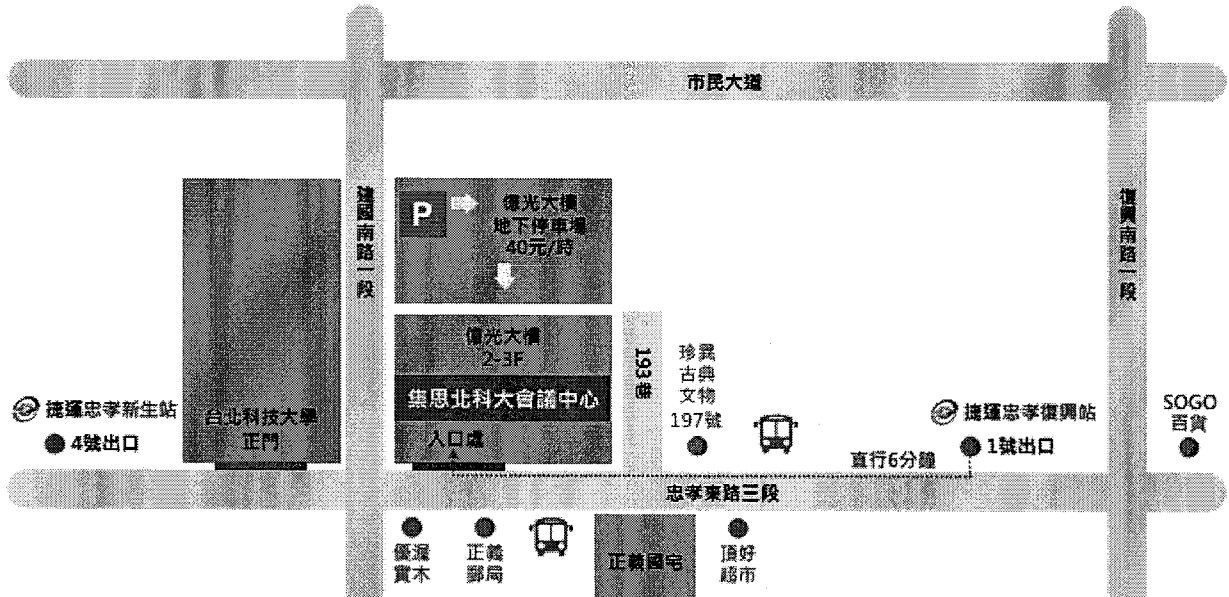 市民大道
建國南路一段
復興南路一段
P
億光大樓
地下停車場
40元/時
億光大樓
2-3F
集思北科大會議中心
入口處
193巷
珍異
古典
文物
197號
捷運忠孝新生站
4號出口
台北科技大學
正門
捷運忠孝復興站
1號出口
SOGO
百貨
直行6分鐘
忠孝東路三段
優渥
實木
正義
郵局
正義國宅
頂好
超市